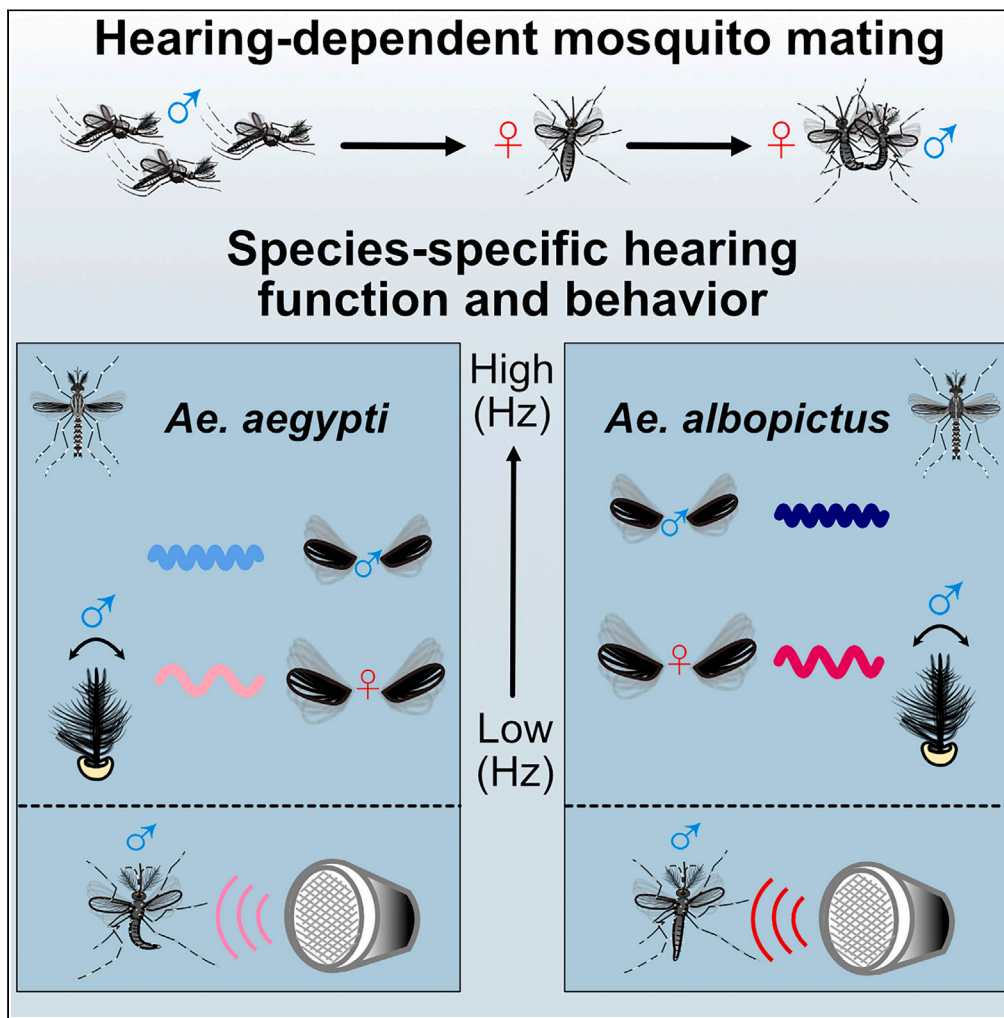 Hearing-dependent mosquito mating
♂
♀
♀
♂
Species-specific hearing
function and behavior
Ae. aegypti
♂
♂
♀
♂
High
(Hz)
Low
(Hz)
Ae. albopictus
♂
♂
♀
♂